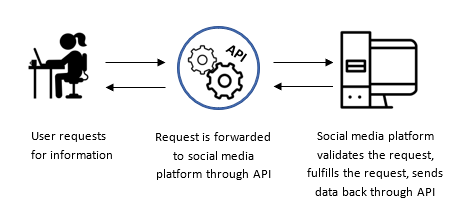 API
User requests
for information
Request is forwarded
to social media
platform through API
Social media platform
validates the request,
fulfills the request, sends
data back through API